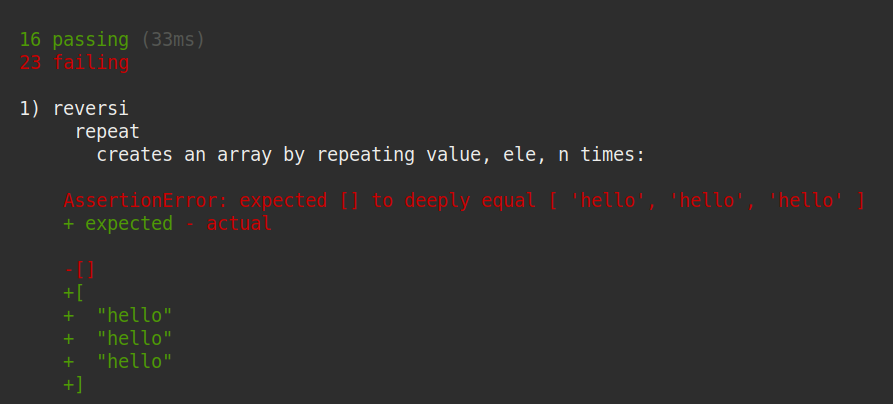 16 passing (33ms)
23 failing
1) reversi
repeat
creates an array by repeating value, ele, n times:
AssertionError: expected [] to deeply equal [ 'hello', 'hello', 'hello' ]
+ expected - actual
-[]
+[
+  "hello"
+  "hello"
+  "hello"
+]